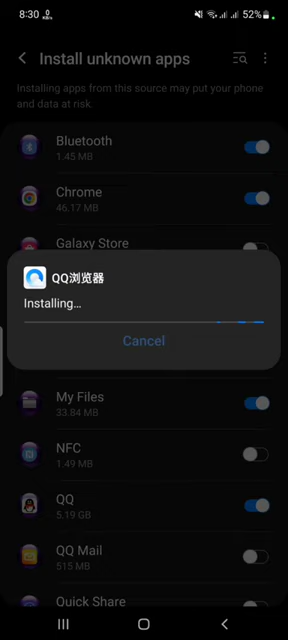 8:30 0 KB/s 52%
Install unknown apps
Installing apps from this source may put your phone
and data at risk
Bluetooth
1.45 MB
Chrome
46.17 MB
Galaxy Store
QQ浏览器
Installing...
Cancel
My Files
33.84 MB
NFC
1.49 MB
QQ
5.19 GB
QQ Mail
515 MB
Quick Share